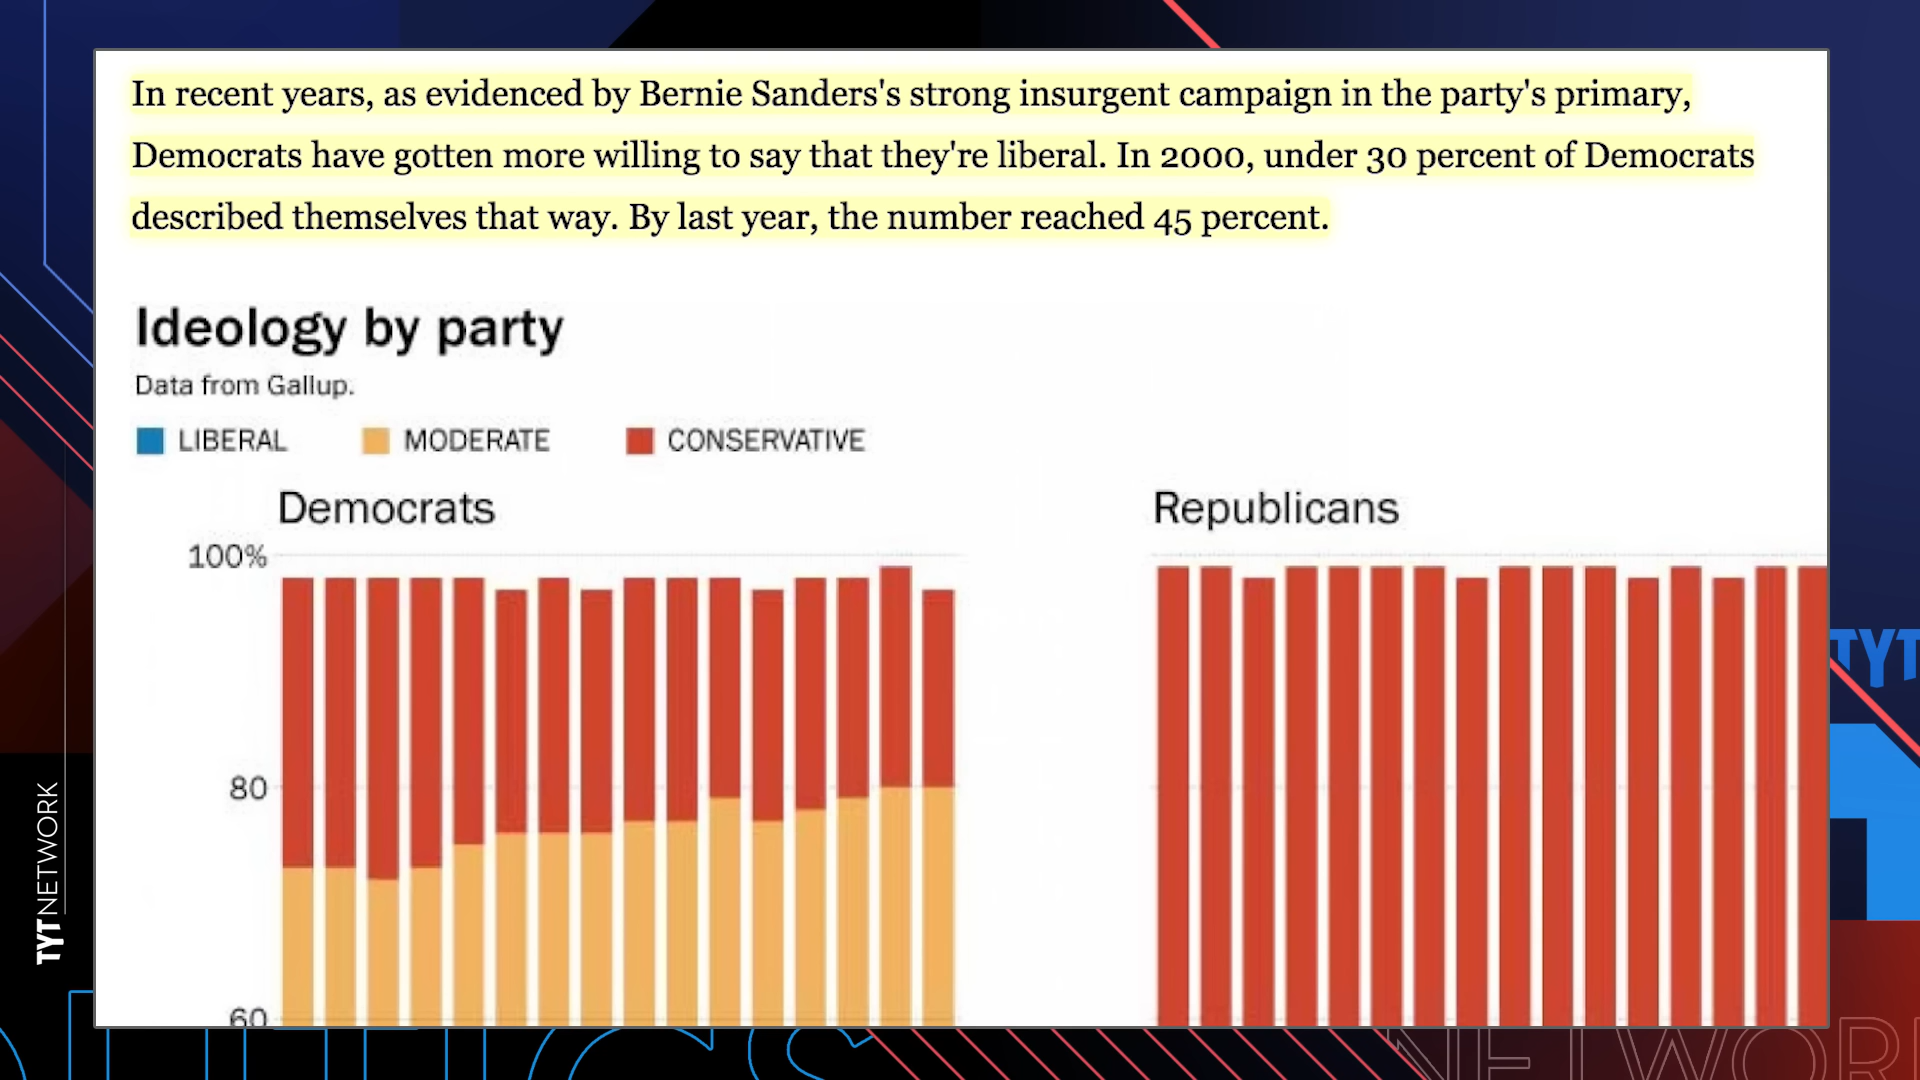 In recent years, as evidenced by Bernie Sanders's strong insurgent campaign in the party's primary,
Democrats have gotten more willing to say that they're liberal. In 2000, under 30 percent of Democrats
described themselves that way. By last year, the number reached 45 percent.
Ideology by party
Data from Gallup.
LIBERAL MODERATE CONSERVATIVE
Democrats Republicans
100%
80
60
TYT NETWORK
TYT
NETWOR